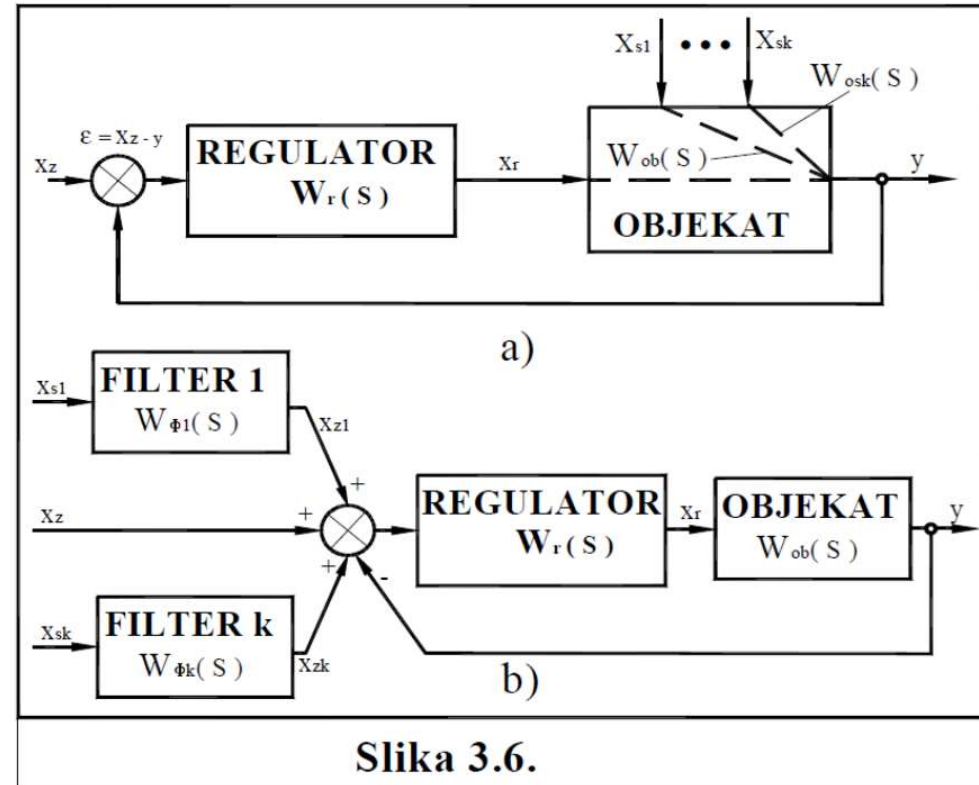 Xs1 ••• Xsk
Wosk( S )
ε = Xz - y
Xz
REGULATOR
Wr( S )
Xr
Wob( S )
OBJEKAT
y
a)
Xs1
FILTER 1
WΦ1( S )
Xz1
+
Xz
+
REGULATOR
Wr( S )
Xr
OBJEKAT
Wob( S )
y
+
-
Xsk
FILTER k
WΦk( S )
Xzk
b)
Slika 3.6.